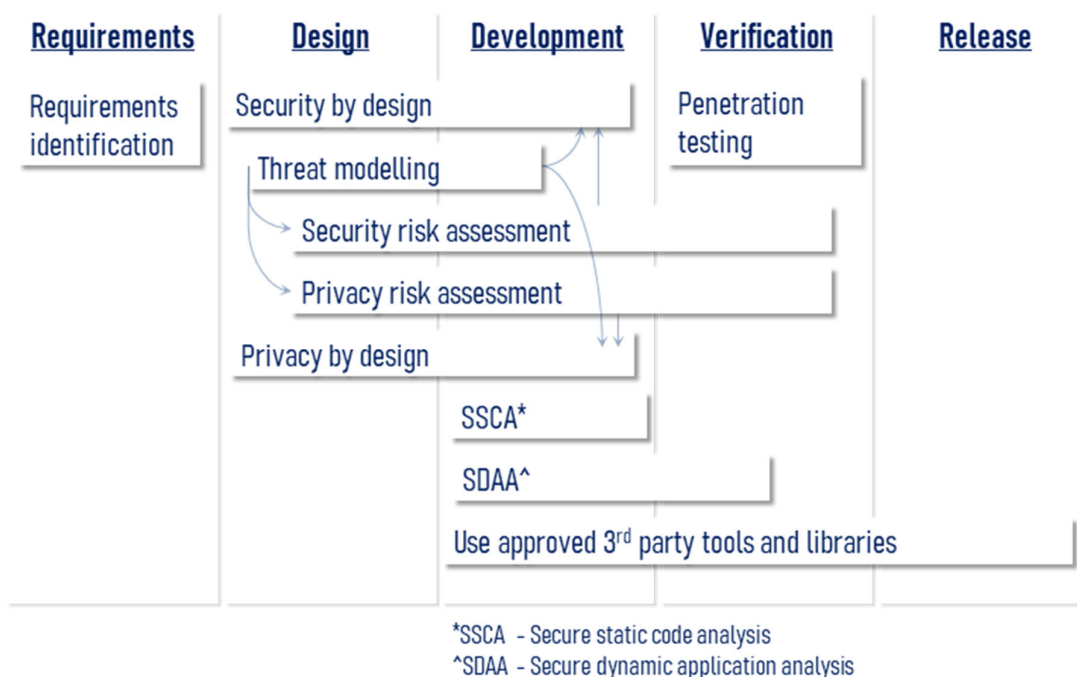 Requirements
Design
Development
Verification
Release
Requirements
identification
Security by design
Penetration
testing
Threat modelling
Security risk assessment
Privacy risk assessment
Privacy by design
SSCA*
SDAA^
Use approved 3rd party tools and libraries
*SSCA - Secure static code analysis
^SDAA - Secure dynamic application analysis